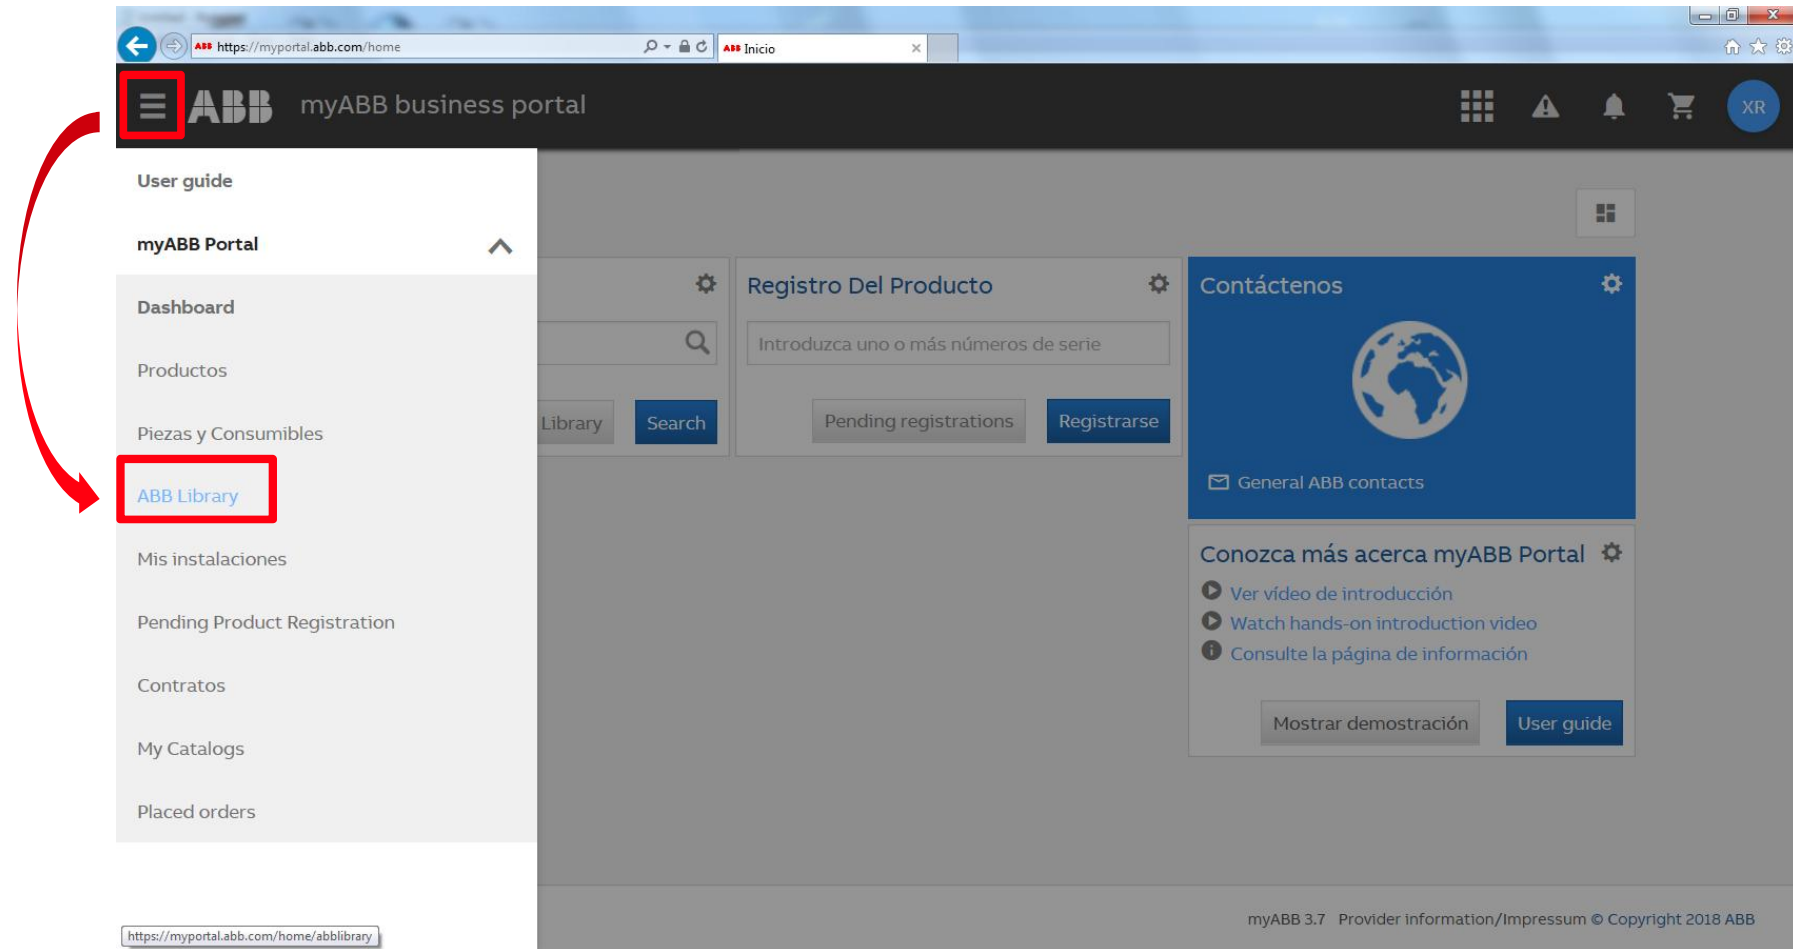 ABB https://myportal.abb.com/home
ABB Inicio
ABB myABB business portal
XR
User guide
myABB Portal
Dashboard
Productos
Piezas y Consumibles
ABB Library
Mis instalaciones
Pending Product Registration
Contratos
My Catalogs
Placed orders
Library
Search
Registro Del Producto
Introduzca uno o más números de serie
Pending registrations
Registrarse
Contáctenos
General ABB contacts
Conozca más acerca myABB Portal
Ver vídeo de introducción
Watch hands-on introduction video
Consulte la página de información
Mostrar demostración
User guide
myABB 3.7 Provider information/Impressum © Copyright 2018 ABB
https://myportal.abb.com/home/abblibrary